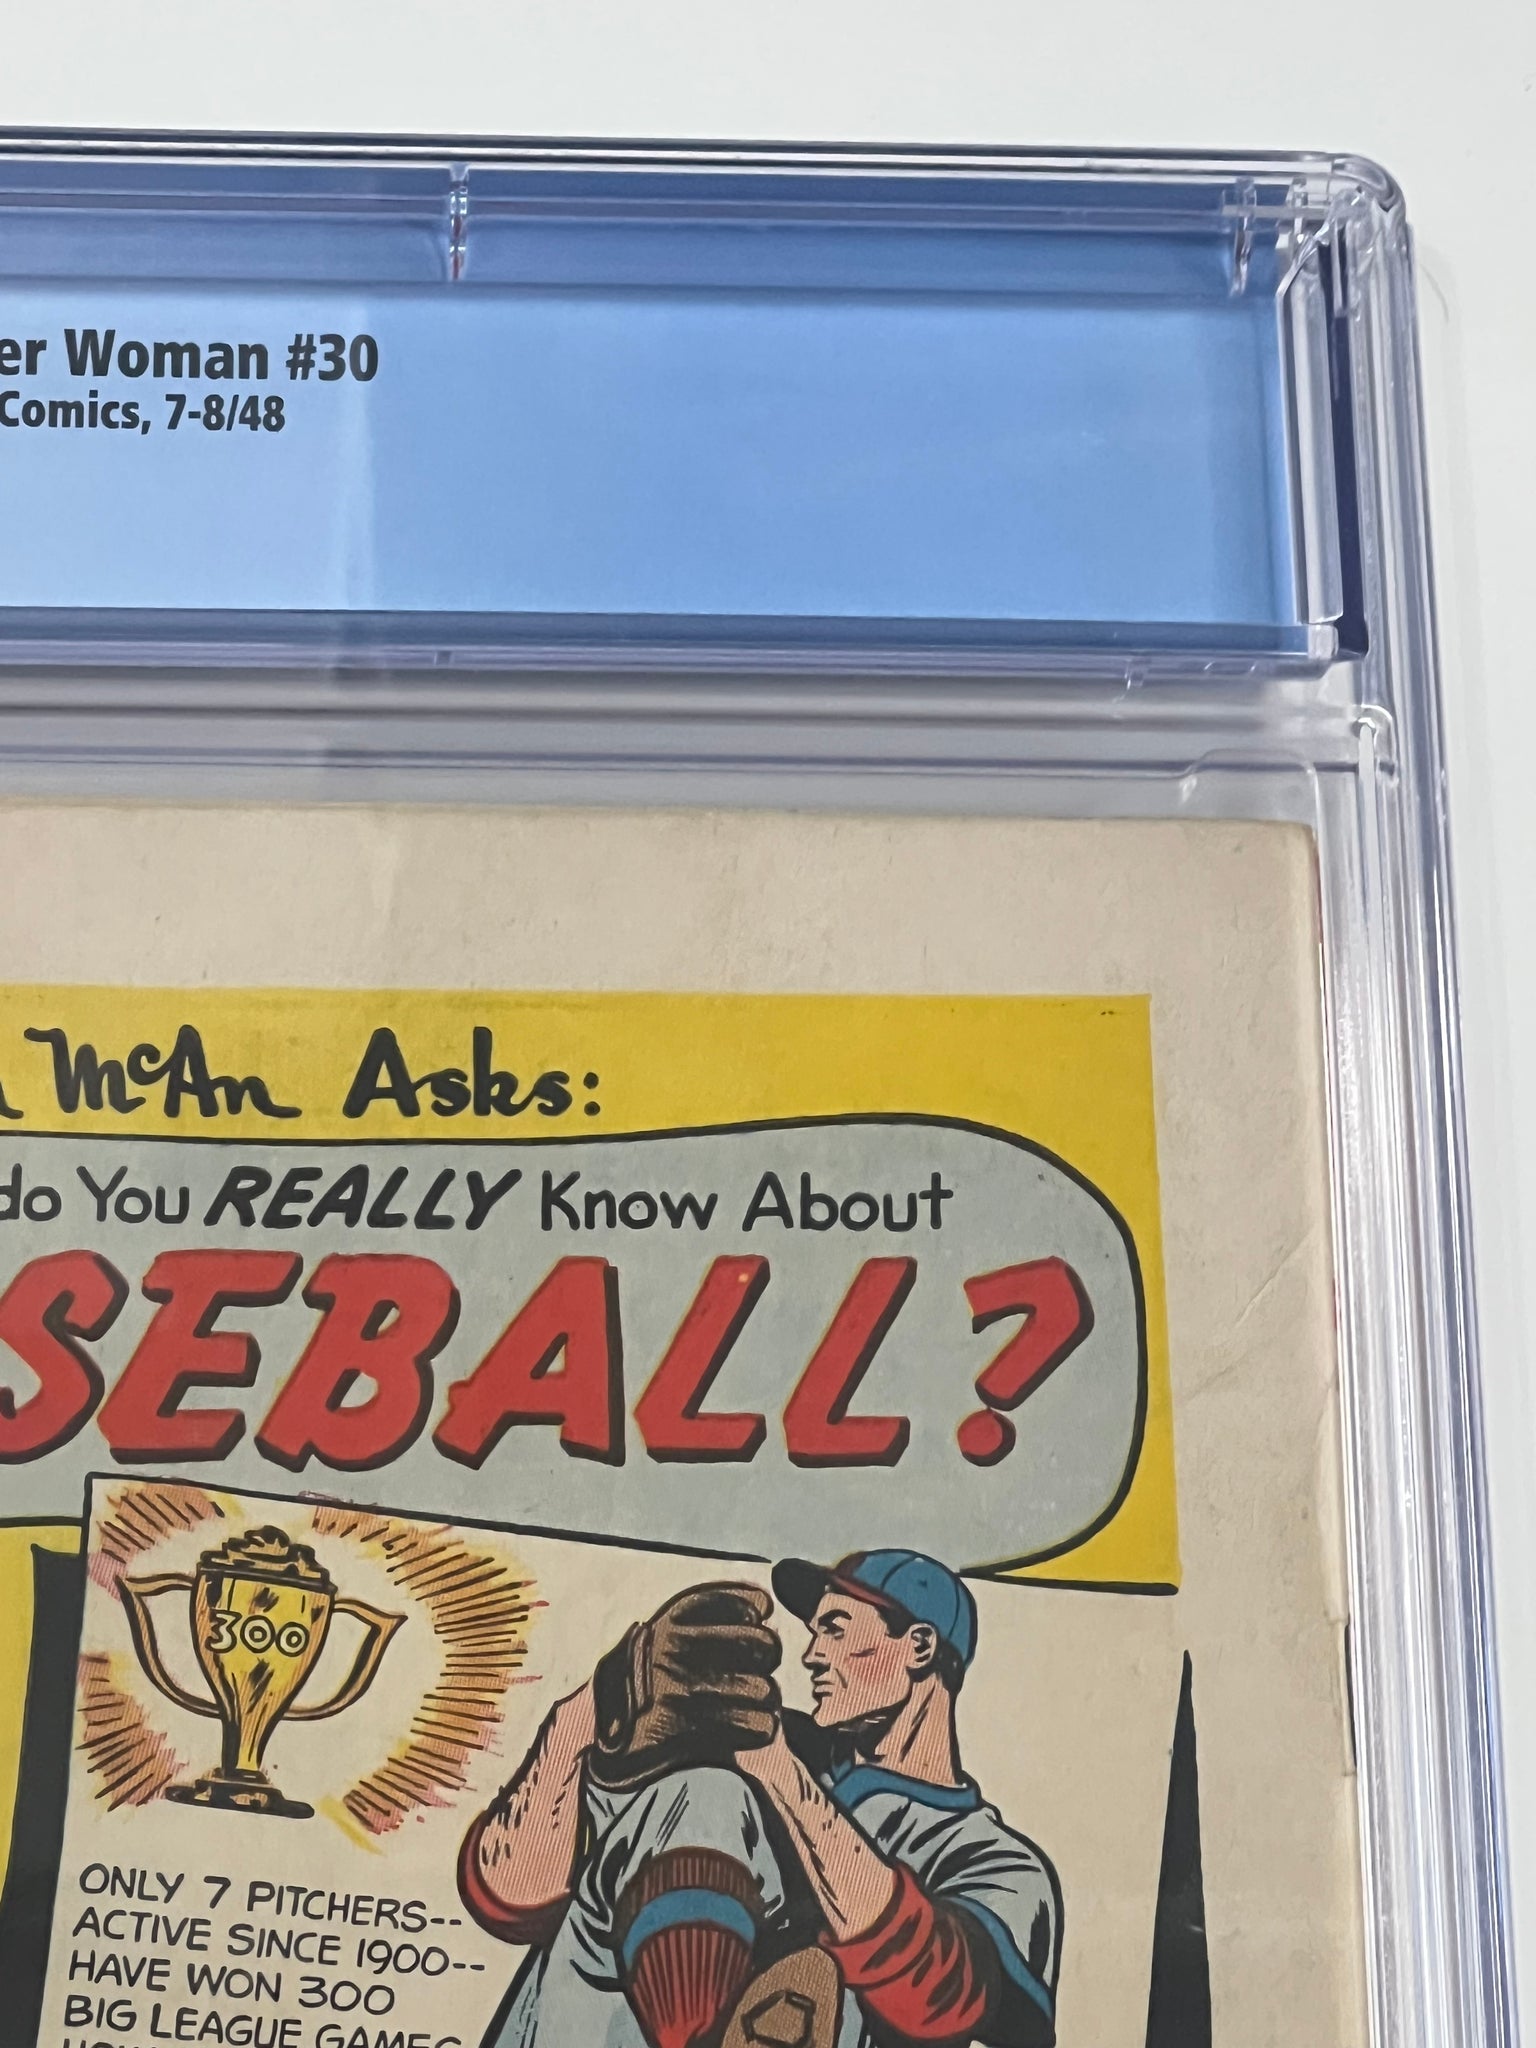 er Woman #30
Comics, 7-8/48
McAn Asks:
do You REALLY Know About
SEBALL?
300
ONLY 7 PITCHERS--
ACTIVE SINCE 1900--
HAVE WON 300
BIG LEAGUE GAMES